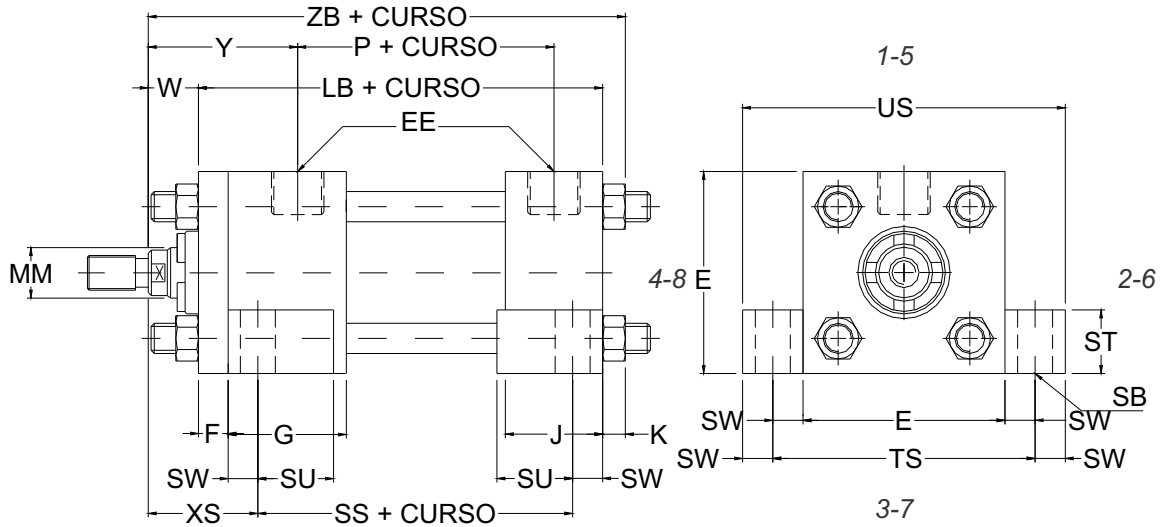 ZB + CURSO
Y
P + CURSO
1-5
W
LB + CURSO
US
EE
MM
4-8
E
2-6
ST
SB
F
G
J
K
SW
E
SW
SW
SU
SU
SW
SW
TS
SW
XS
SS + CURSO
3-7